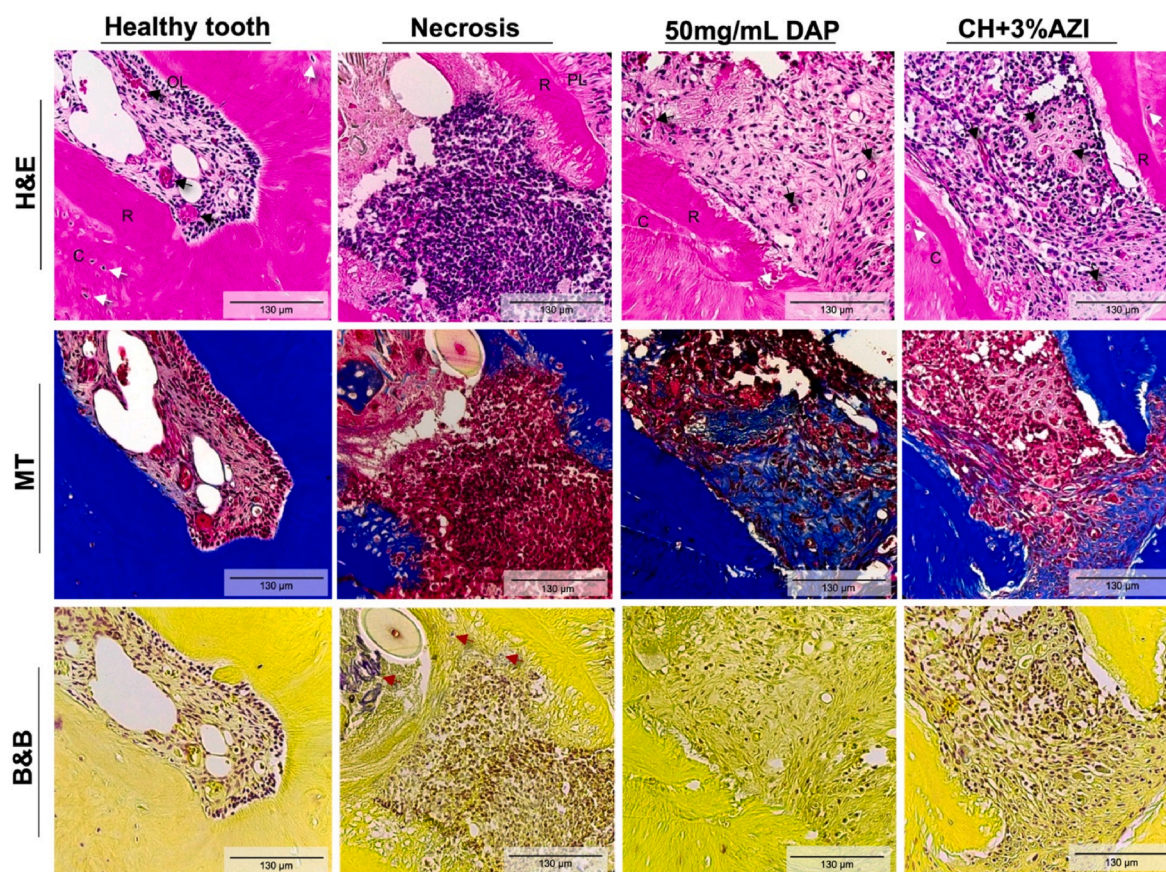 Healthy tooth
Necrosis
50mg/mL DAP
CH+3%AZI
H&E
OL
R
C
130 µm
R
PL
130 µm
R
C
130 µm
R
C
130 µm
MT
130 µm
130 µm
130 µm
130 µm
B&B
130 µm
130 µm
130 µm
130 µm